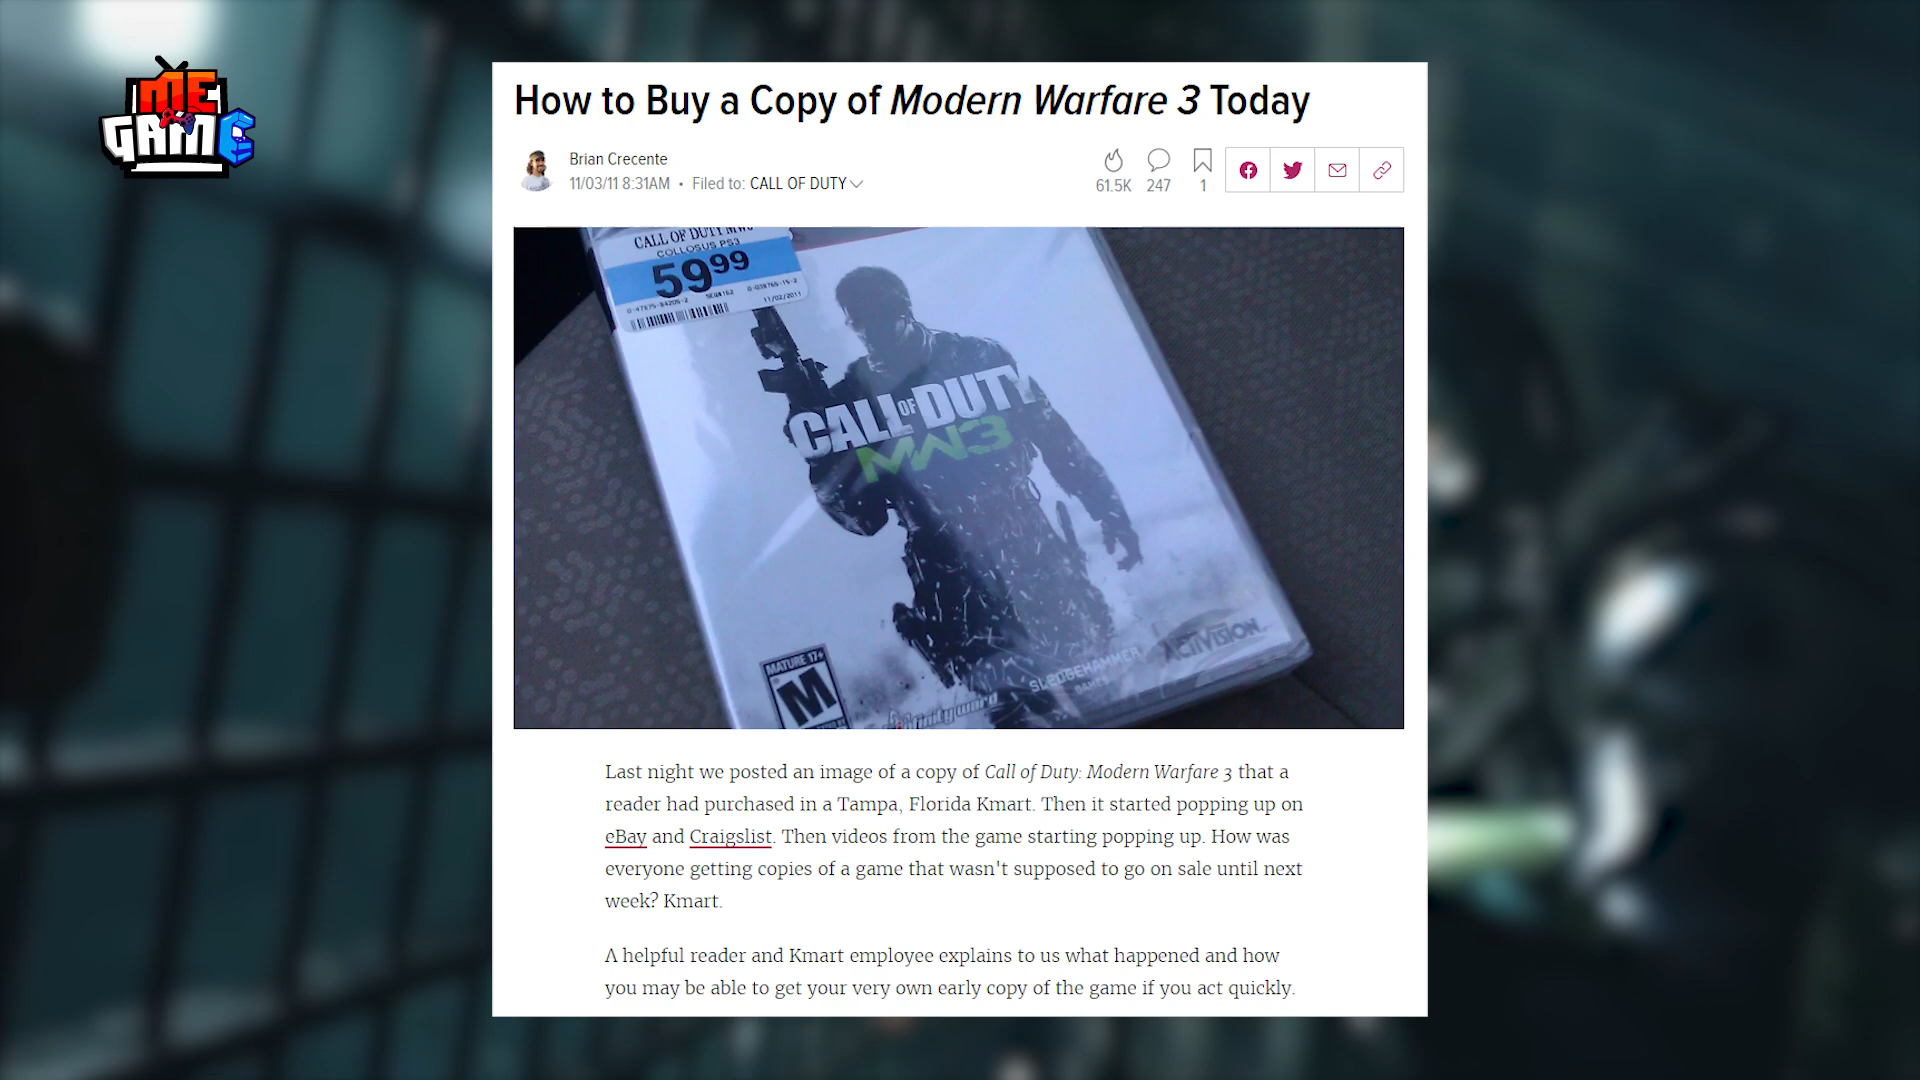 ME
GAME
How to Buy a Copy of Modern Warfare 3 Today
Brian Crecente
11/03/11 8:31AM • Filed to: CALL OF DUTY
61.5K 247 1
CALL OF DUTY MW3
COLLOSUS PS3
59 99
11/02/2011
CALL OF DUTY
MW3
MATURE 17+
M
SLEDGEHAMMER
GAMES
ACTIVISION
Infinity Ward
Last night we posted an image of a copy of Call of Duty: Modern Warfare 3 that a
reader had purchased in a Tampa, Florida Kmart. Then it started popping up on
eBay and Craigslist. Then videos from the game starting popping up. How was
everyone getting copies of a game that wasn't supposed to go on sale until next
week? Kmart.
A helpful reader and Kmart employee explains to us what happened and how
you may be able to get your very own early copy of the game if you act quickly.